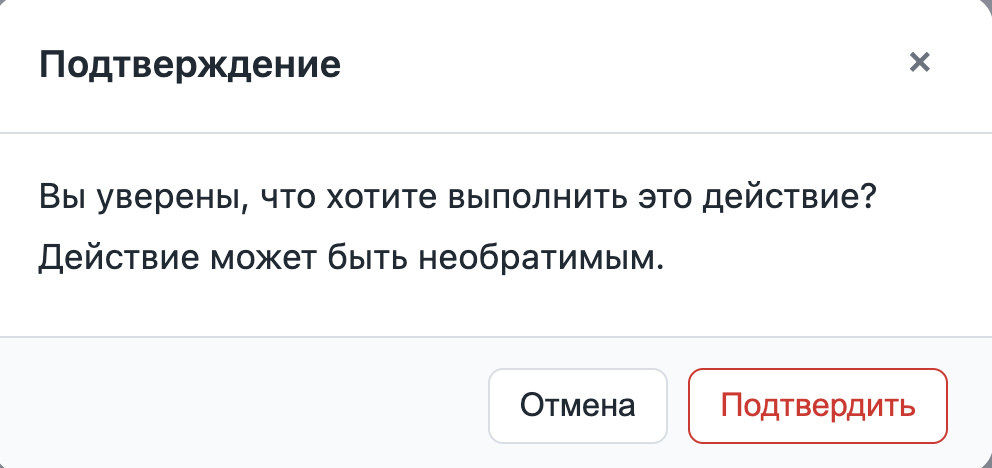 Подтверждение
Вы уверены, что хотите выполнить это действие?
Действие может быть необратимым.
Отмена
Подтвердить